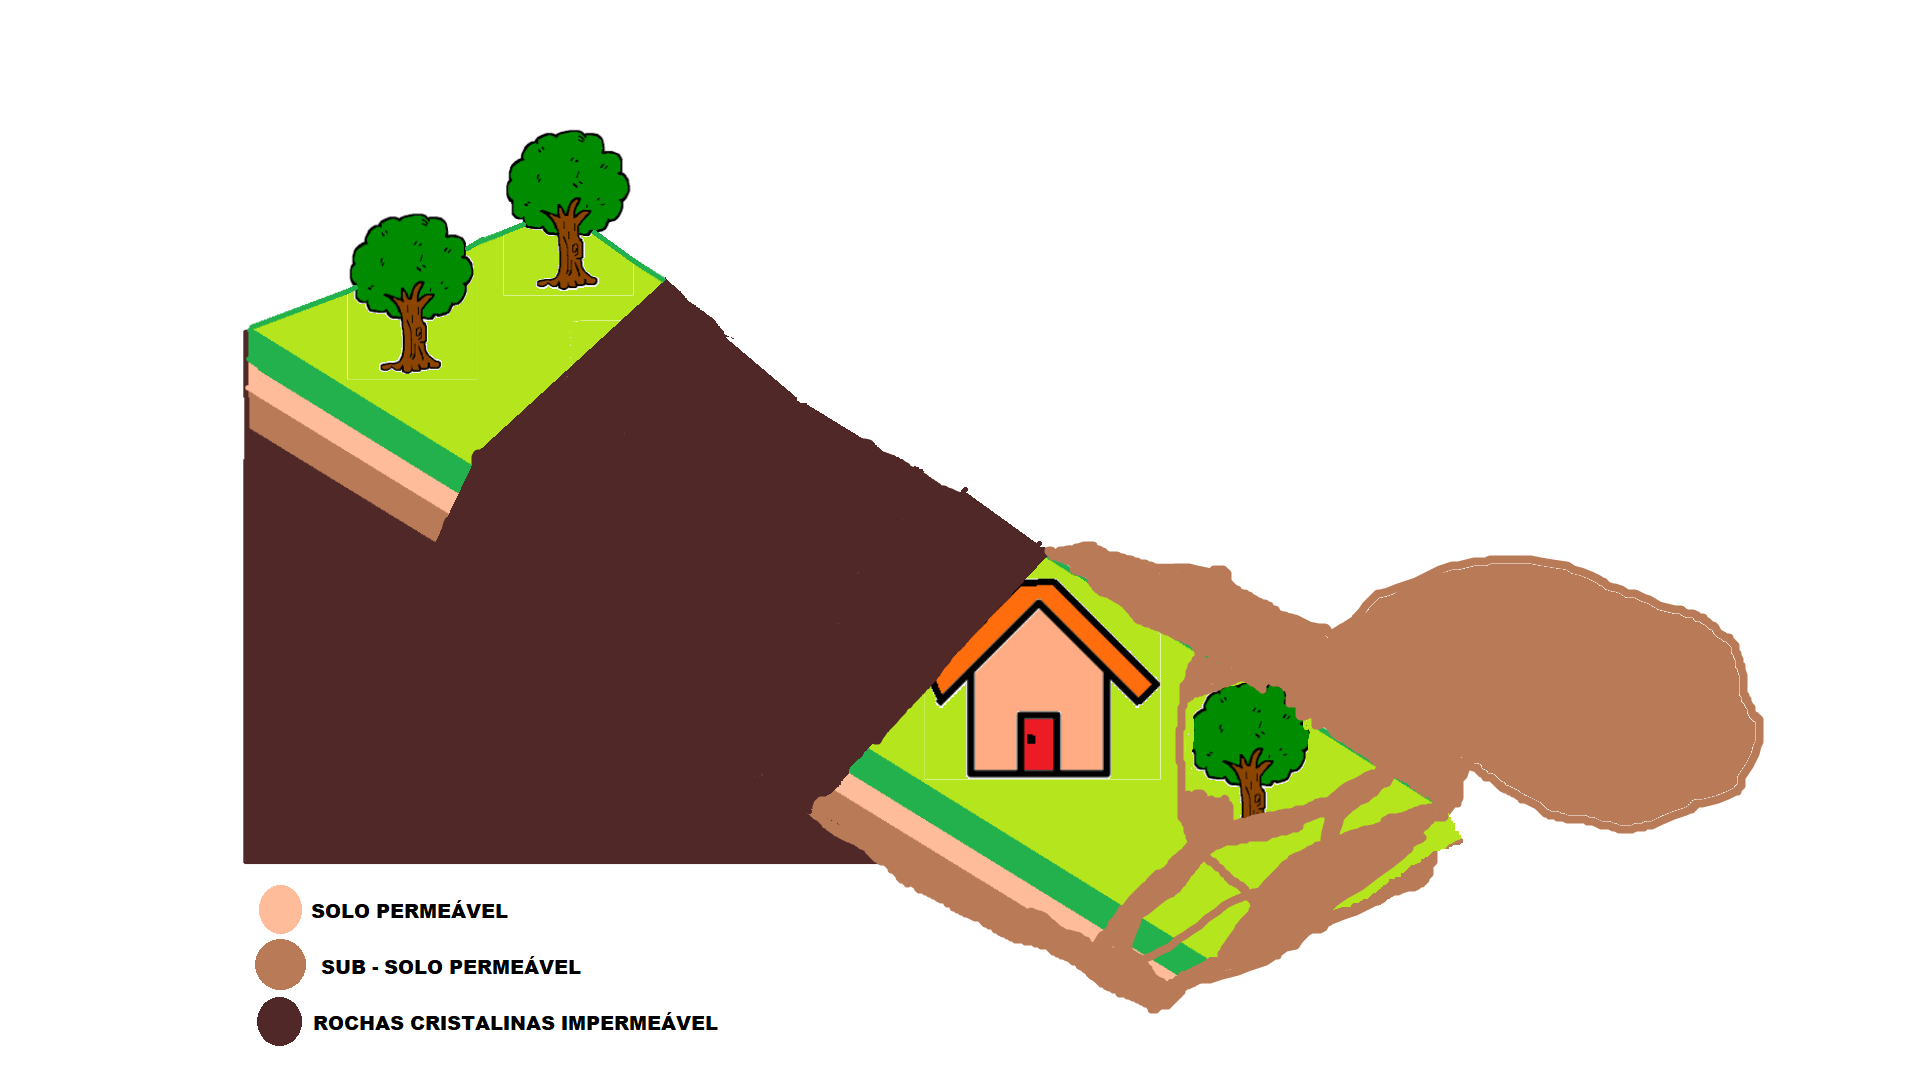 SOLO PERMEÁVEL
SUB - SOLO PERMEÁVEL
ROCHAS CRISTALINAS IMPERMEÁVEL